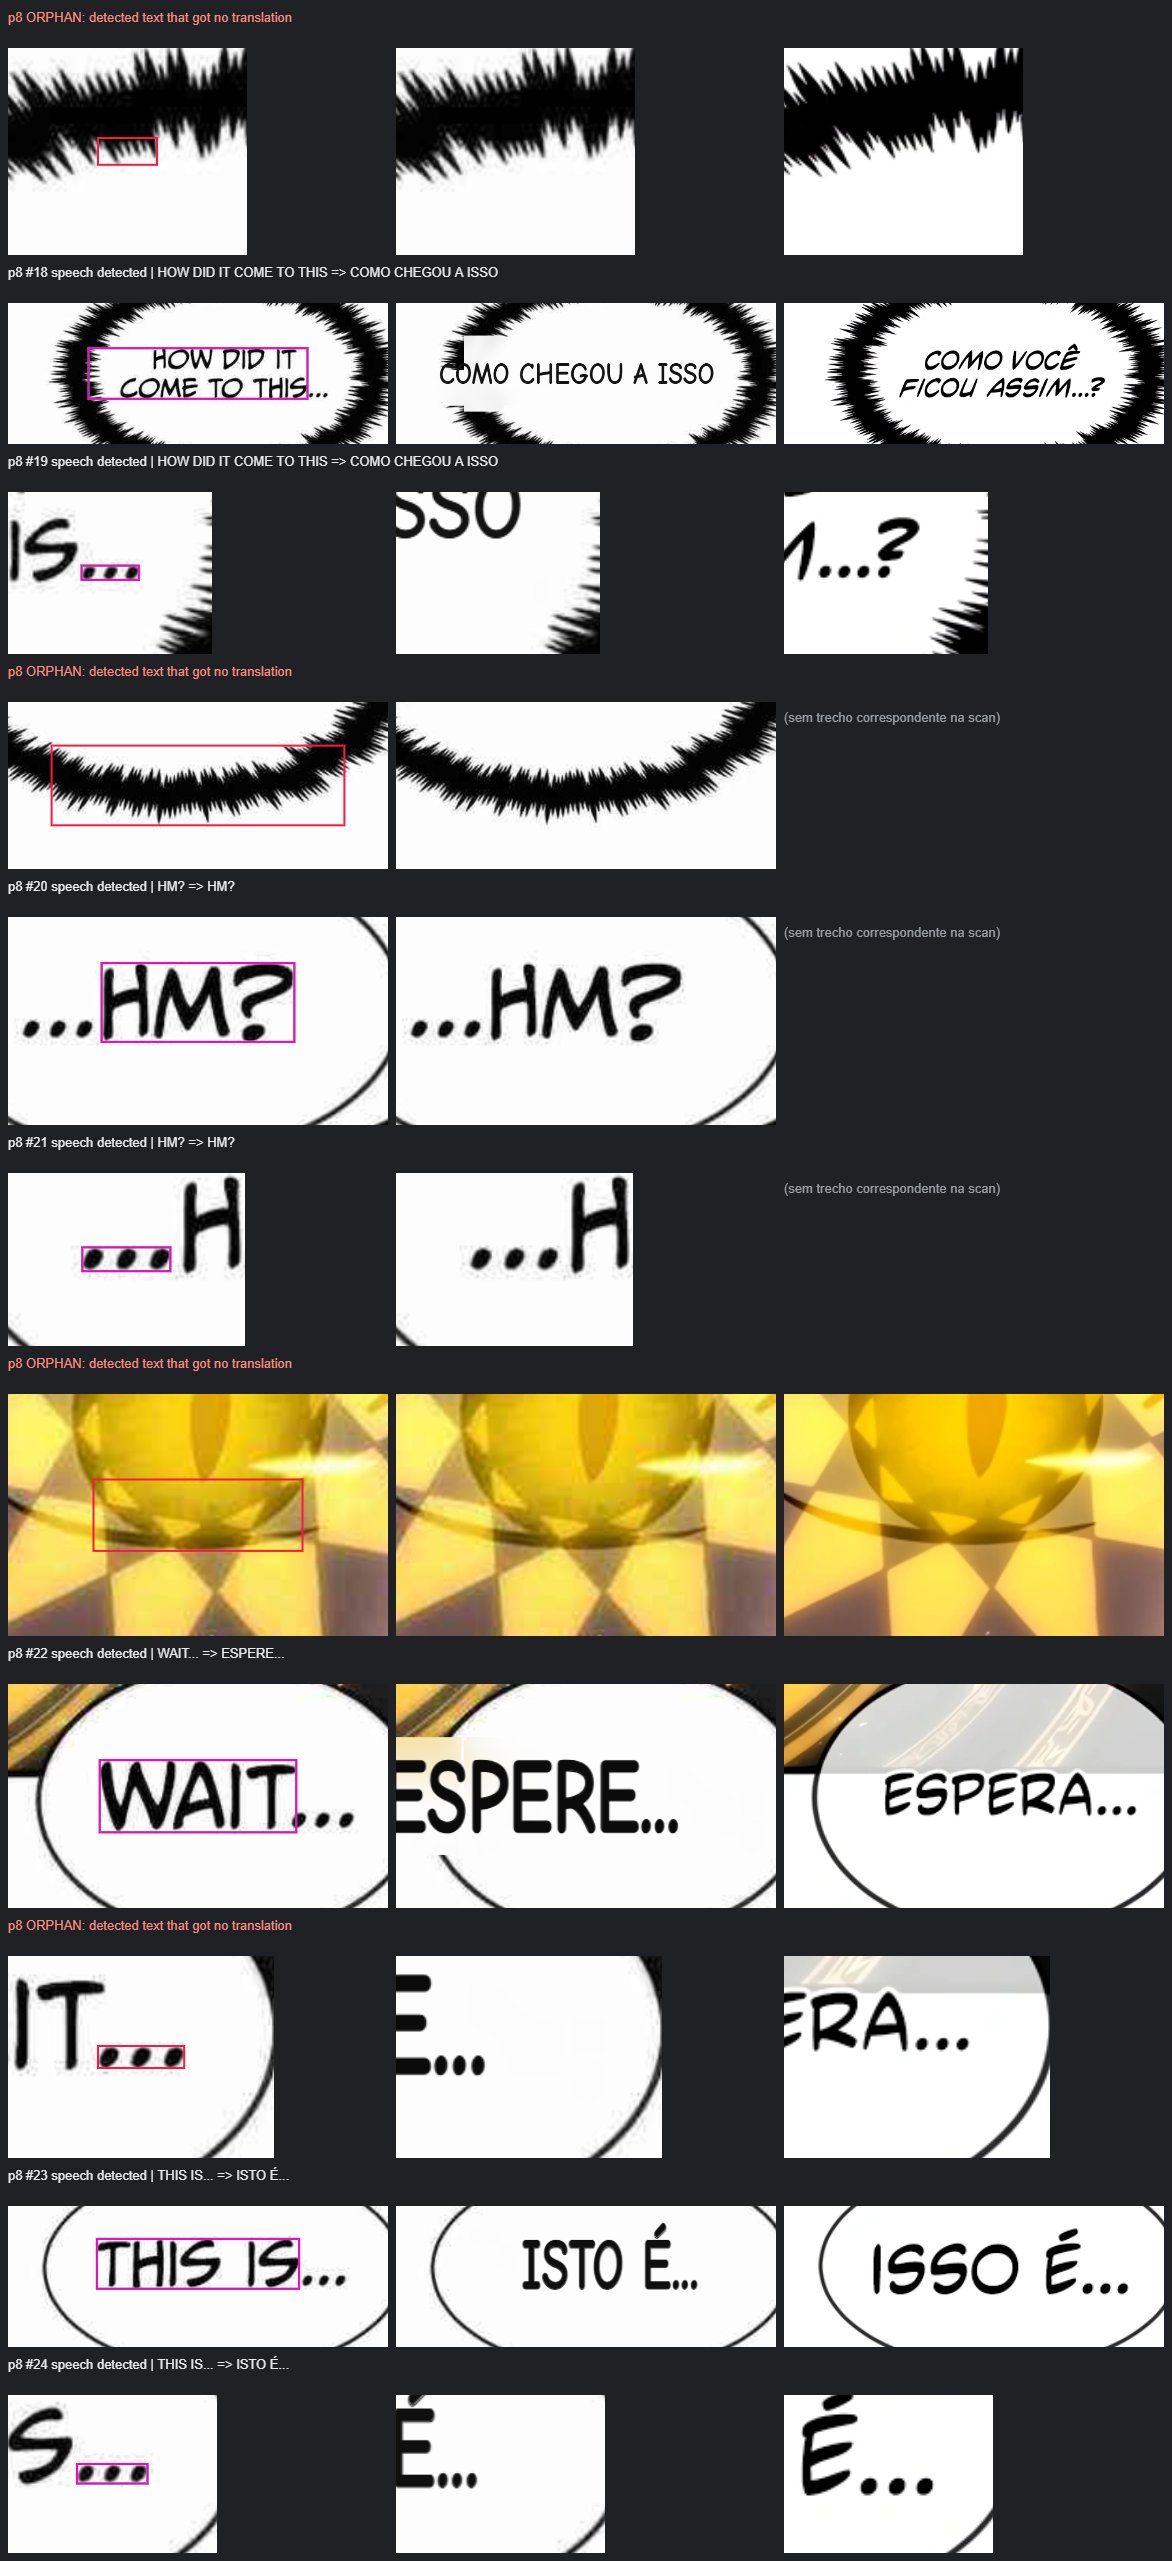 p8 ORPHAN: detected text that got no translation
p8 #18 speech detected | HOW DID IT COME TO THIS => COMO CHEGOU A ISSO
HOW DID IT
COME TO THIS...
COMO CHEGOU A ISSO
COMO VOCÊ
FICOU ASSIM...?
p8 #19 speech detected | HOW DID IT COME TO THIS => COMO CHEGOU A ISSO
IS...
SSO
M...?
p8 ORPHAN: detected text that got no translation
(sem trecho correspondente na scan)
p8 #20 speech detected | HM? => HM?
...HM?
...HM?
(sem trecho correspondente na scan)
p8 #21 speech detected | HM? => HM?
...H
...H
(sem trecho correspondente na scan)
p8 ORPHAN: detected text that got no translation
p8 #22 speech detected | WAIT... => ESPERE...
WAIT...
ESPERE...
ESPERA...
p8 ORPHAN: detected text that got no translation
IT...
E...
ERA...
p8 #23 speech detected | THIS IS... => ISTO É...
THIS IS...
ISTO É...
ISSO É...
p8 #24 speech detected | THIS IS... => ISTO É...
S...
É...
É...